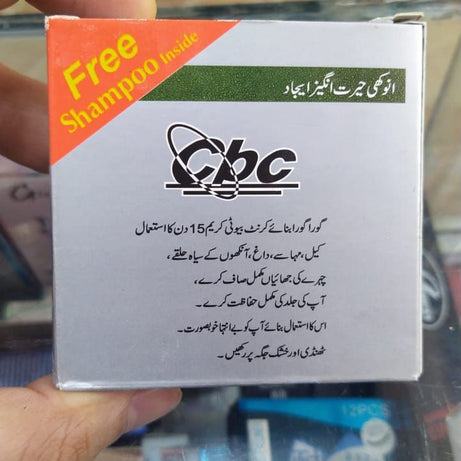 Free
Shampoo Inside
انوکھی حیرت انگیز ایجاد
Cbc
گورا گورا بنائے کرنٹ بیوٹی کریم 15 دن کا استعمال
کیل، مہاسے، داغ، آنکھوں کے سیاہ حلقے،
چہرے کی جھائیاں مکمل صاف کرے،
آپ کی جلد کی مکمل حفاظت کرے۔
اس کا استعمال بنائے آپ کو بے انتہا خوبصورت۔
ٹھنڈی اور خشک جگہ پر رکھیں۔
12PCS